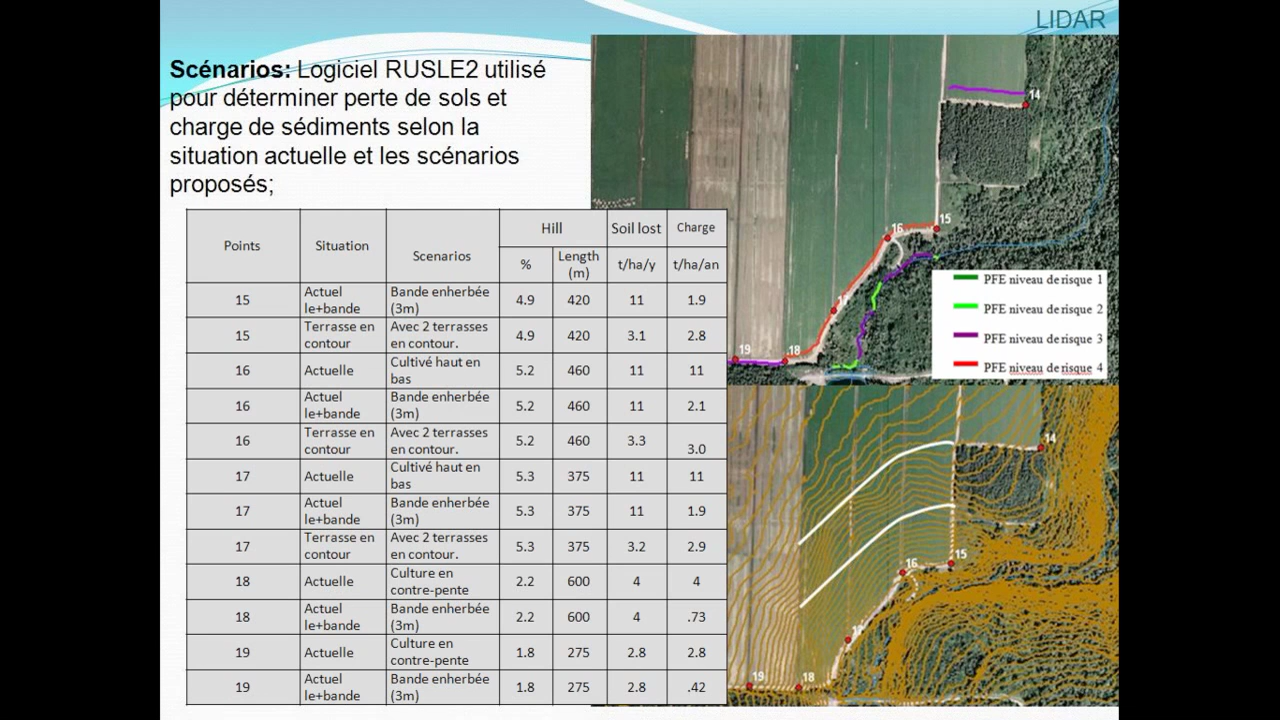 LIDAR
Scénarios: Logiciel RUSLE2 utilisé
pour déterminer perte de sols et
charge de sédiments selon la
situation actuelle et les scénarios
proposés;
Points Situation Scenarios Hill Soil lost Charge
% Length (m) t/ha/y t/ha/an
15 Actuel le+bande Bande enherbée (3m) 4.9 420 11 1.9
15 Terrasse en contour Avec 2 terrasses en contour. 4.9 420 3.1 2.8
16 Actuelle Cultivé haut en bas 5.2 460 11 11
16 Actuel le+bande Bande enherbée (3m) 5.2 460 11 2.1
16 Terrasse en contour Avec 2 terrasses en contour. 5.2 460 3.3 3.0
17 Actuelle Cultivé haut en bas 5.3 375 11 11
17 Actuel le+bande Bande enherbée (3m) 5.3 375 11 1.9
17 Terrasse en contour Avec 2 terrasses en contour. 5.3 375 3.2 2.9
18 Actuelle Culture en contre-pente 2.2 600 4 4
18 Actuel le+bande Bande enherbée (3m) 2.2 600 4 .73
19 Actuelle Culture en contre-pente 1.8 275 2.8 2.8
19 Actuel le+bande Bande enherbée (3m) 1.8 275 2.8 .42
14
15
16
18
19
PFE niveau de risque 1
PFE niveau de risque 2
PFE niveau de risque 3
PFE niveau de risque 4
14
15
16
18
19